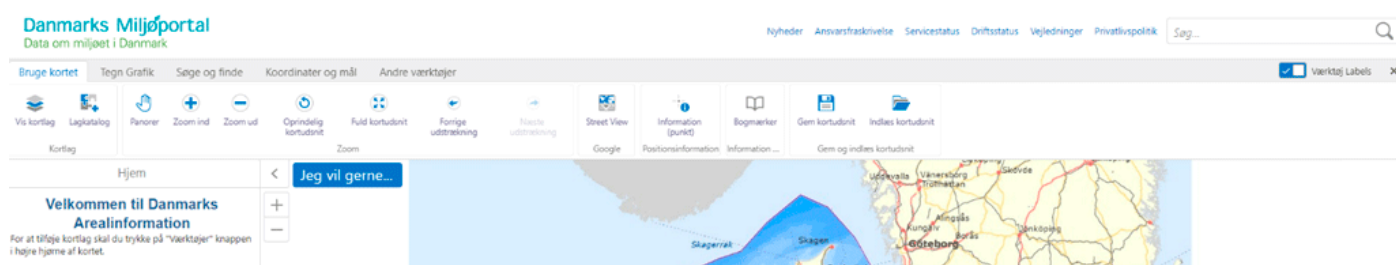 Danmarks Miljøportal
Data om miljøet i Danmark
Nyheder Ansvarsfraskrivelse Servicestatus Driftsstatus Vejledninger Privatlivspolitik Søg...
Bruge kortet Tegn Grafik Søge og finde Koordinater og mål Andre værktøjer Værktøj Labels
Vis kortlag Lagkatalog Panorer Zoom ind Zoom ud Oprindelig kortudsnit Fuld kortudsnit Forrige udstrækning Næste udstrækning Street View Information (punkt) Bogmærker Gem kortudsnit Indlæs kortudsnit
Kortlag Zoom Google Positionsinformation Information ... Gem og indlæs kortudsnit
Hjem
Jeg vil gerne...
Velkommen til Danmarks
Arealinformation
For at tilføje kortlag skal du trykke på "Værktøjer" knappen
i højre hjørne af kortet.
Uddevalla Vänersborg Skövde
Trollhättan
Alingsås
Kungälv Borås Jönköping
Skagerrak Skagen Göteborg